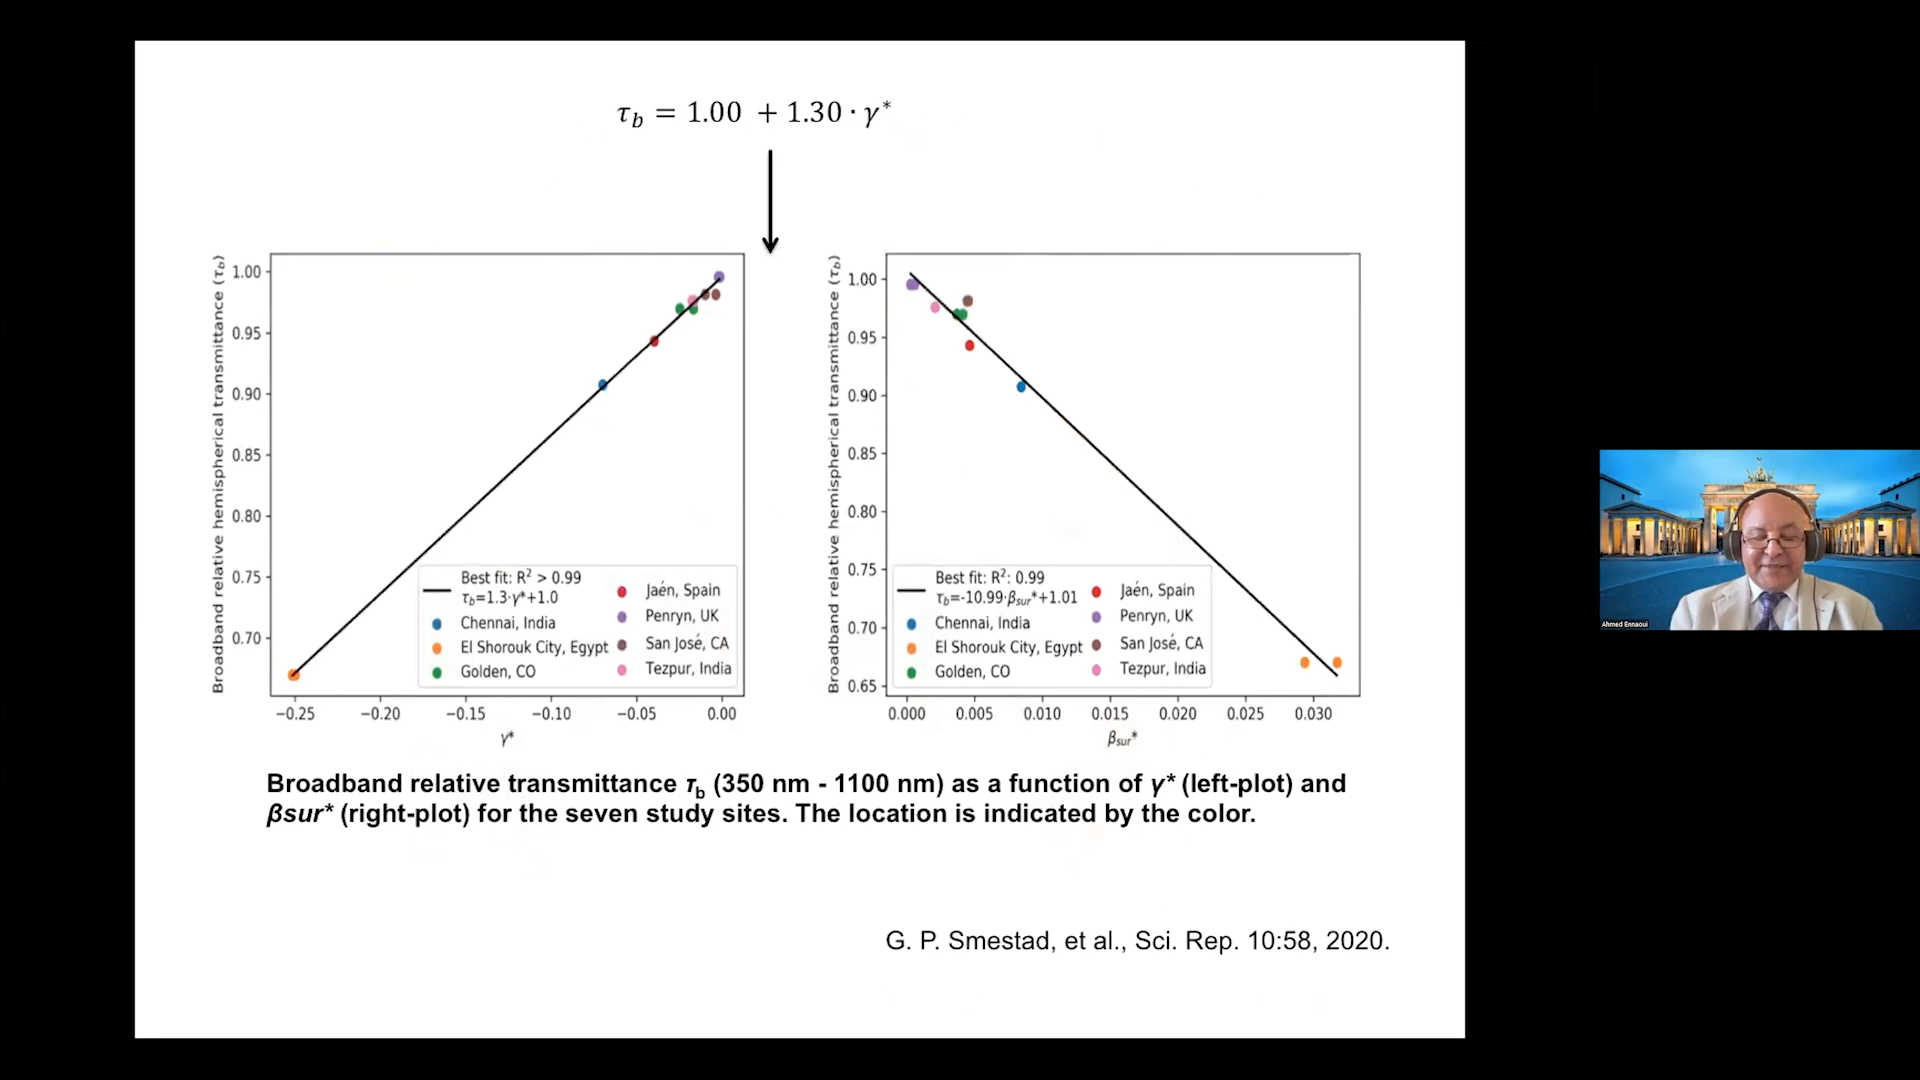 τb = 1.00 + 1.30 · γ*
Broadband relative hemispherical transmittance (τb)
1.00
0.95
0.90
0.85
0.80
0.75
0.70
Best fit: R² > 0.99
τb=1.3·γ*+1.0
Chennai, India
El Shorouk City, Egypt
Golden, CO
Jaén, Spain
Penryn, UK
San José, CA
Tezpur, India
−0.25 −0.20 −0.15 −0.10 −0.05 0.00
γ*
Broadband relative hemispherical transmittance (τb)
1.00
0.95
0.90
0.85
0.80
0.75
0.70
0.65
Best fit: R²: 0.99
τb=-10.99·βsur*+1.01
Chennai, India
El Shorouk City, Egypt
Golden, CO
Jaén, Spain
Penryn, UK
San José, CA
Tezpur, India
0.000 0.005 0.010 0.015 0.020 0.025 0.030
βsur*
Broadband relative transmittance τb (350 nm - 1100 nm) as a function of γ* (left-plot) and
βsur* (right-plot) for the seven study sites. The location is indicated by the color.
G. P. Smestad, et al., Sci. Rep. 10:58, 2020.
Ahmed Ennaoui